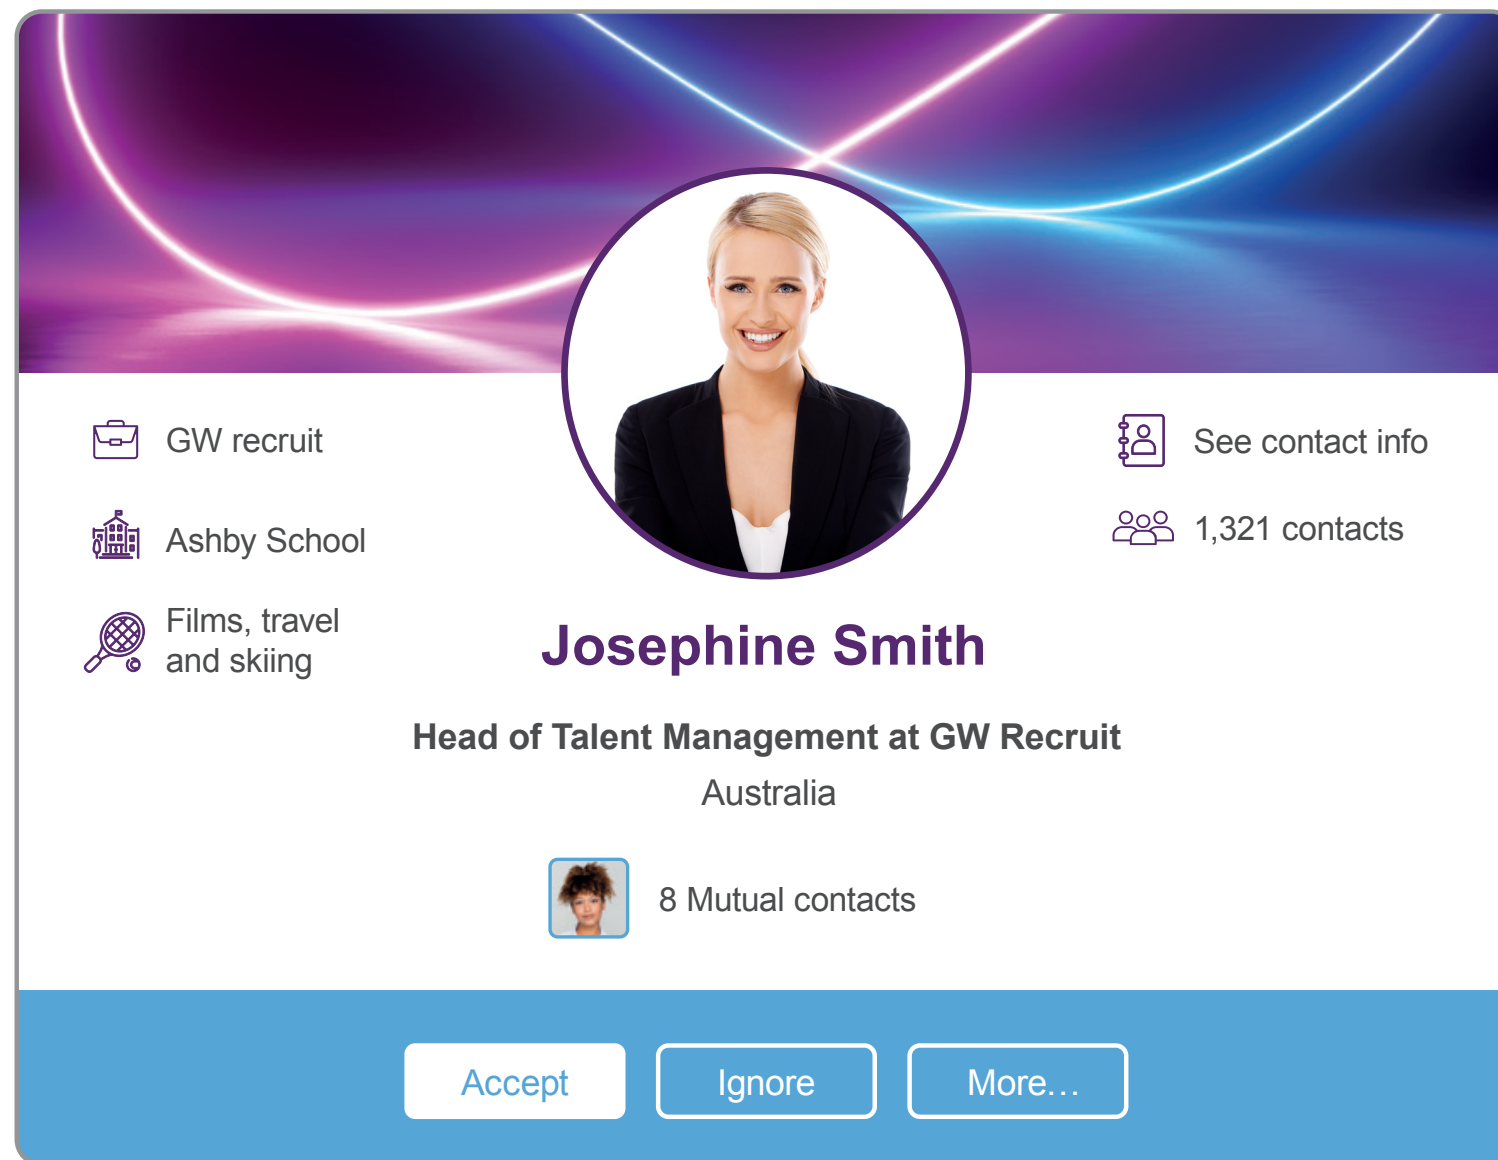 GW recruit
Ashby School
Films, travel
and skiing
See contact info
1,321 contacts
Josephine Smith
Head of Talent Management at GW Recruit
Australia
8 Mutual contacts
Accept
Ignore
More…